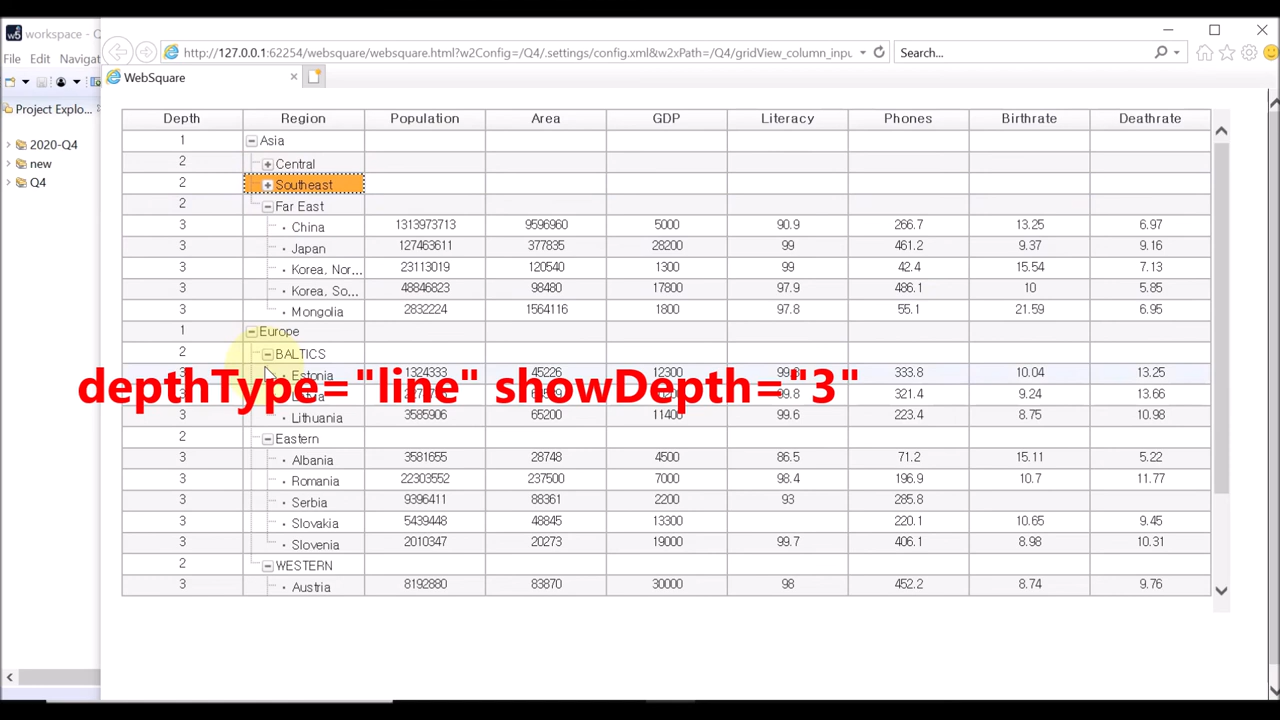 workspace - Q
File Edit Navigat
Project Explo...
2020-Q4
new
Q4
http://127.0.0.1:62254/websquare/websquare.html?w2Config=/Q4/.settings/config.xml&w2xPath=/Q4/gridView_column_inpu
Search...
WebSquare
Depth Region Population Area GDP Literacy Phones Birthrate Deathrate
1 Asia
2 Central
2 Southeast
2 Far East
3 China 1313973713 9596960 5000 90.9 266.7 13.25 6.97
3 Japan 127463611 377835 28200 99 461.2 9.37 9.16
3 Korea, Nor... 23113019 120540 1300 99 42.4 15.54 7.13
3 Korea, So... 48846823 98480 17800 97.9 486.1 10 5.85
3 Mongolia 2832224 1564116 1800 97.8 55.1 21.59 6.95
1 Europe
2 BALTICS
3 Estonia 1324333 45226 12300 333.8 10.04 13.25
depthType="line" showDepth="3"
321.4 9.24 13.66
3 Lithuania 3585906 65200 11400 99.6 223.4 8.75 10.98
2 Eastern
3 Albania 3581655 28748 4500 86.5 71.2 15.11 5.22
3 Romania 22303552 237500 7000 98.4 196.9 10.7 11.77
3 Serbia 9396411 88361 2200 93 285.8
3 Slovakia 5439448 48845 13300 220.1 10.65 9.45
3 Slovenia 2010347 20273 19000 99.7 406.1 8.98 10.31
2 WESTERN
3 Austria 8192880 83870 30000 98 452.2 8.74 9.76